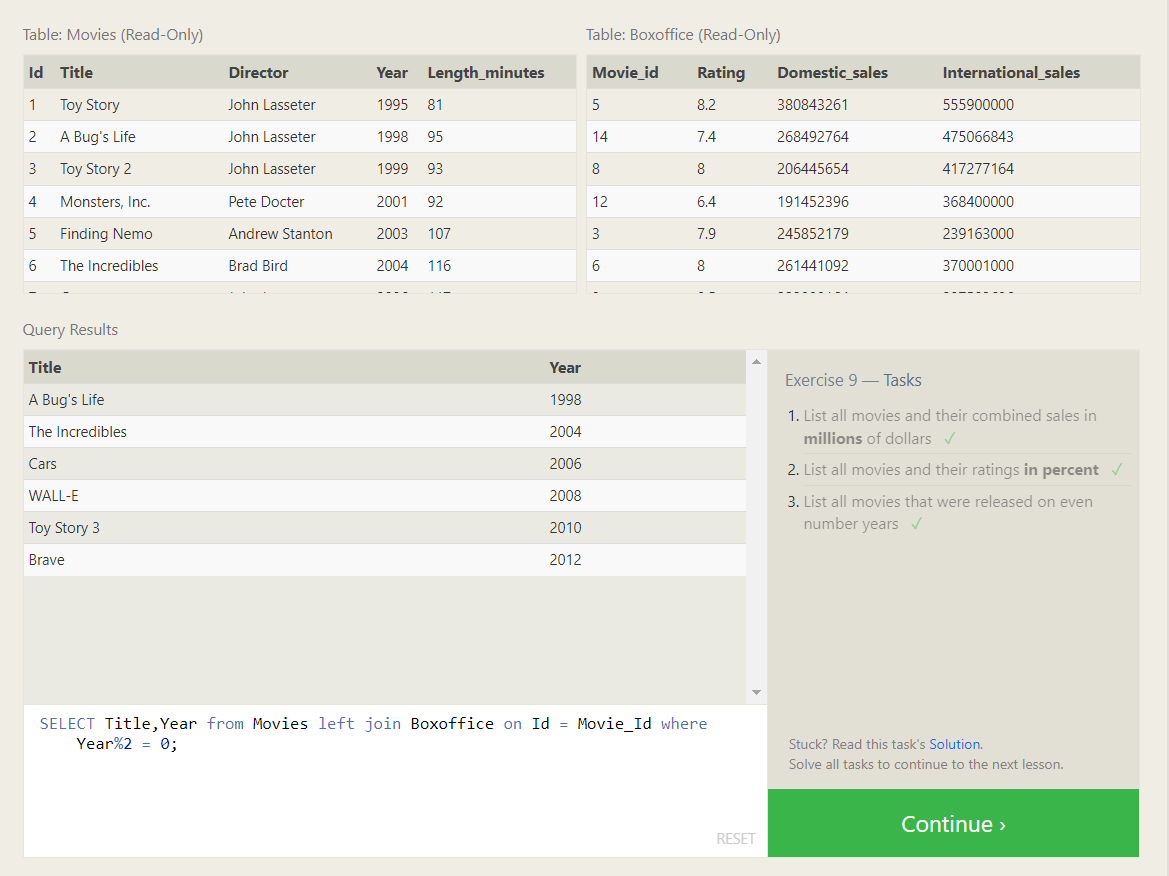 Table: Movies (Read-Only)
Id Title Director Year Length_minutes
1 Toy Story John Lasseter 1995 81
2 A Bug's Life John Lasseter 1998 95
3 Toy Story 2 John Lasseter 1999 93
4 Monsters, Inc. Pete Docter 2001 92
5 Finding Nemo Andrew Stanton 2003 107
6 The Incredibles Brad Bird 2004 116
Table: Boxoffice (Read-Only)
Movie_id Rating Domestic_sales International_sales
5 8.2 380843261 555900000
14 7.4 268492764 475066843
8 8 206445654 417277164
12 6.4 191452396 368400000
3 7.9 245852179 239163000
6 8 261441092 370001000
Query Results
Title Year
A Bug's Life 1998
The Incredibles 2004
Cars 2006
WALL-E 2008
Toy Story 3 2010
Brave 2012
SELECT Title,Year from Movies left join Boxoffice on Id = Movie_Id where
Year%2 = 0;
RESET
Exercise 9 — Tasks
1. List all movies and their combined sales in
millions of dollars ✓
2. List all movies and their ratings in percent ✓
3. List all movies that were released on even
number years ✓
Stuck? Read this task's Solution.
Solve all tasks to continue to the next lesson.
Continue ›